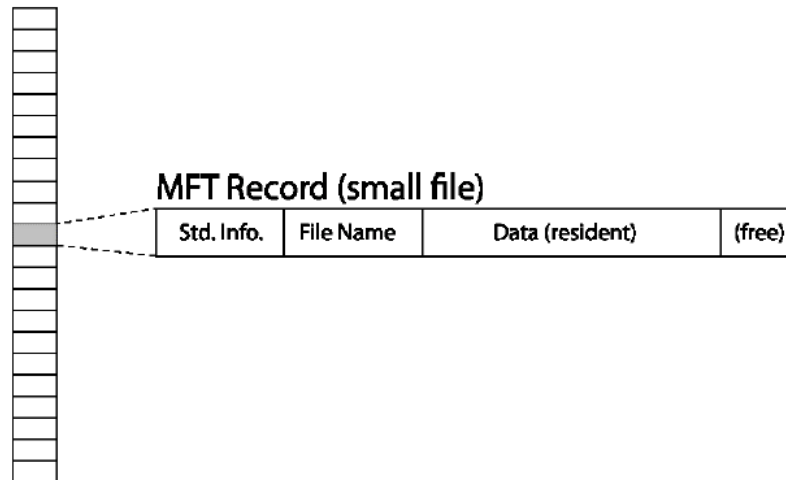 MFT Record (small file)
Std. Info. File Name Data (resident) (free)